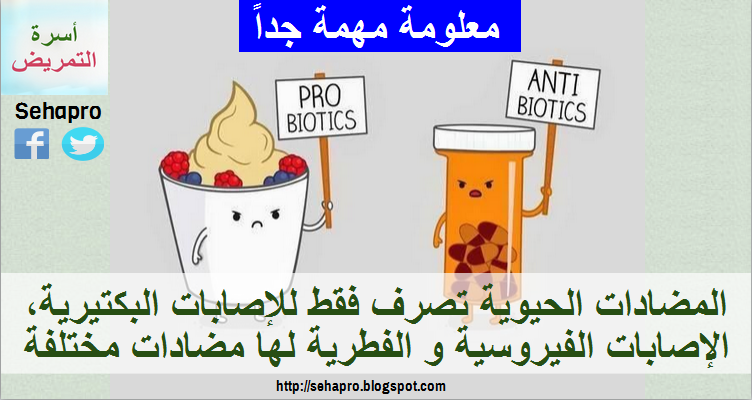 معلومة مهمة جداً
أسرة
التمريض
Sehapro
PRO
BIOTICS
ANTI
BIOTICS
المضادات الحيوية تصرف فقط للإصابات البكتيرية،
الإصابات الفيروسية و الفطرية لها مضادات مختلفة
http://sehapro.blogspot.com